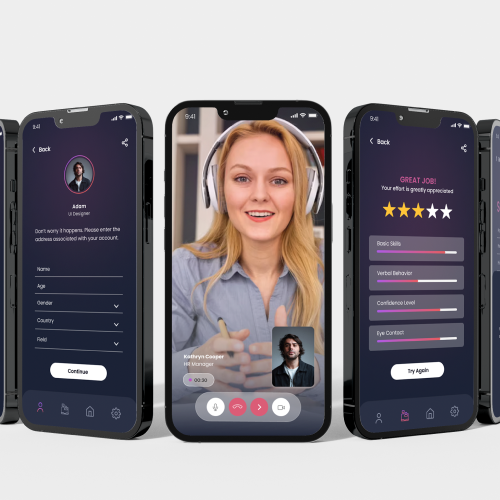 9:41
Back
Adam
UI Designer
Don't worry it happens. Please enter the
address associated with your account
Name
Age
Gender
Country
Field
Continue
9:41
Kathryn Cooper
HR Manager
00:30
9:41
Back
GREAT JOB!
Your effort is greatly appreciated
Basic Skills
Verbal Behavior
Confidence Level
Eye Contact
Try Again